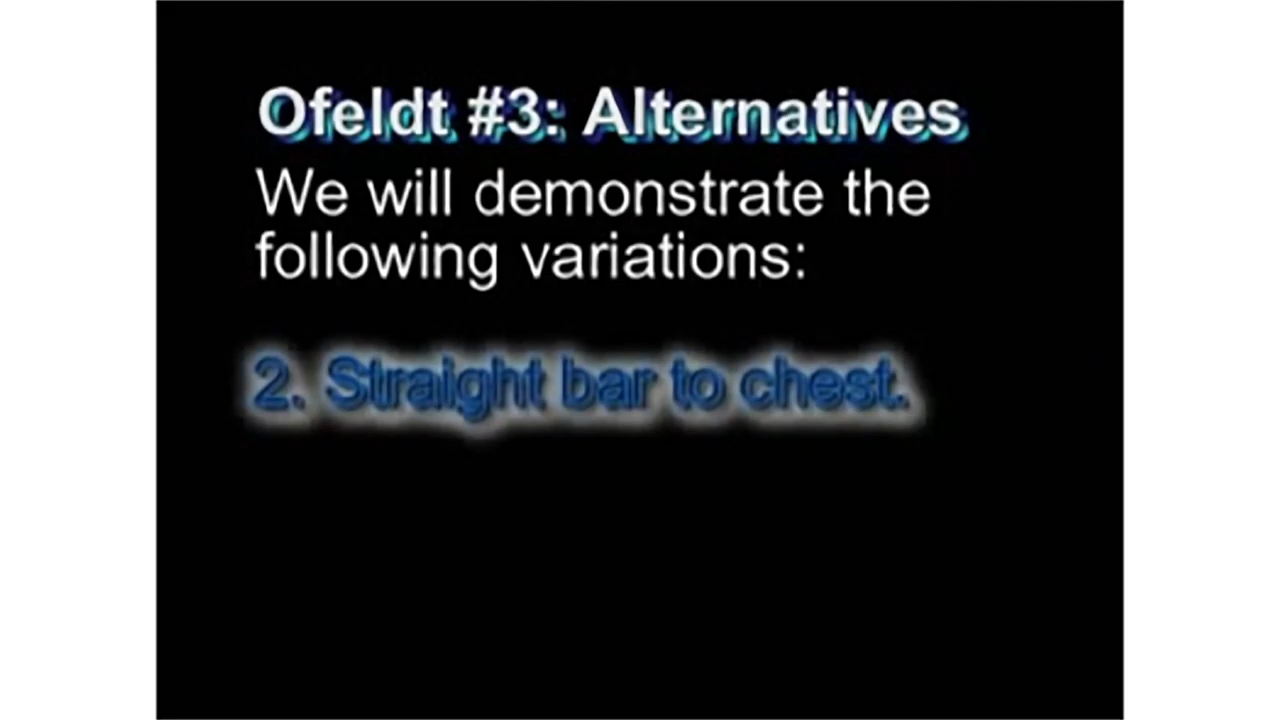 Ofeldt #3: Alternatives
We will demonstrate the
following variations:
2. Straight bar to chest.